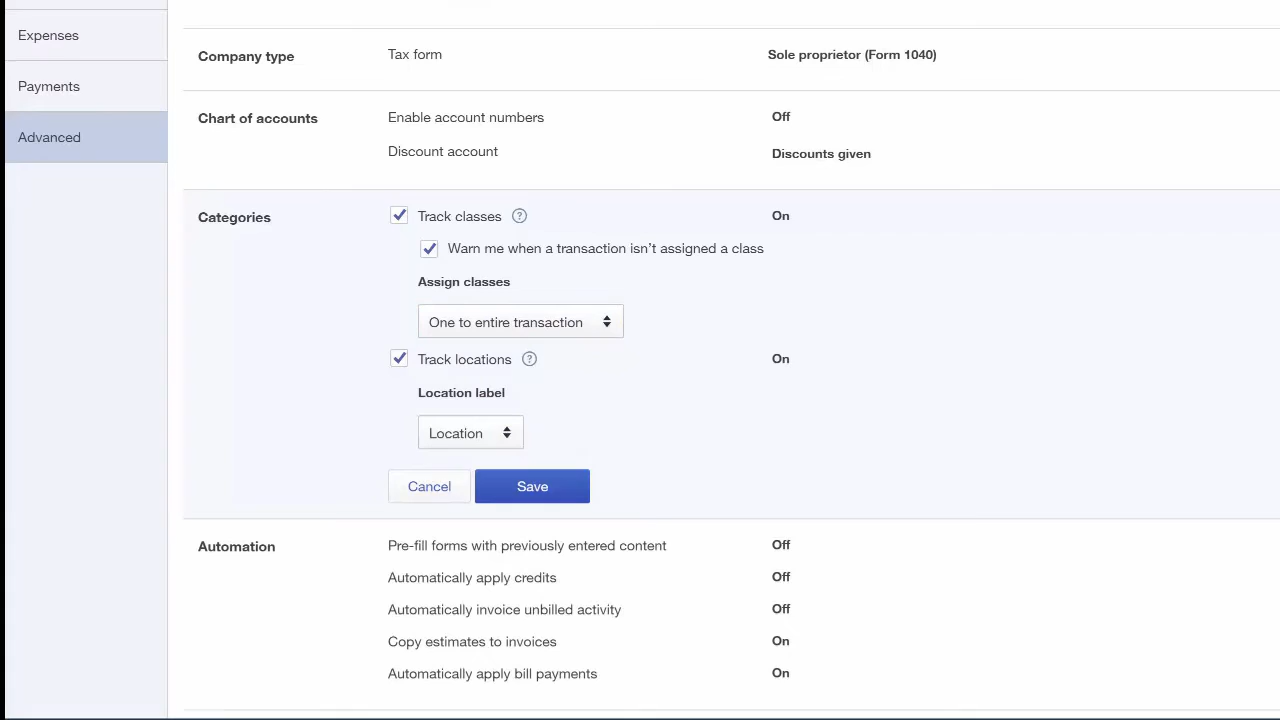 Expenses
Payments
Advanced
Company type Tax form Sole proprietor (Form 1040)
Chart of accounts Enable account numbers Off
Discount account Discounts given
Categories Track classes ? On
Warn me when a transaction isn't assigned a class
Assign classes
One to entire transaction
Track locations ? On
Location label
Location
Cancel Save
Automation Pre-fill forms with previously entered content Off
Automatically apply credits Off
Automatically invoice unbilled activity Off
Copy estimates to invoices On
Automatically apply bill payments On